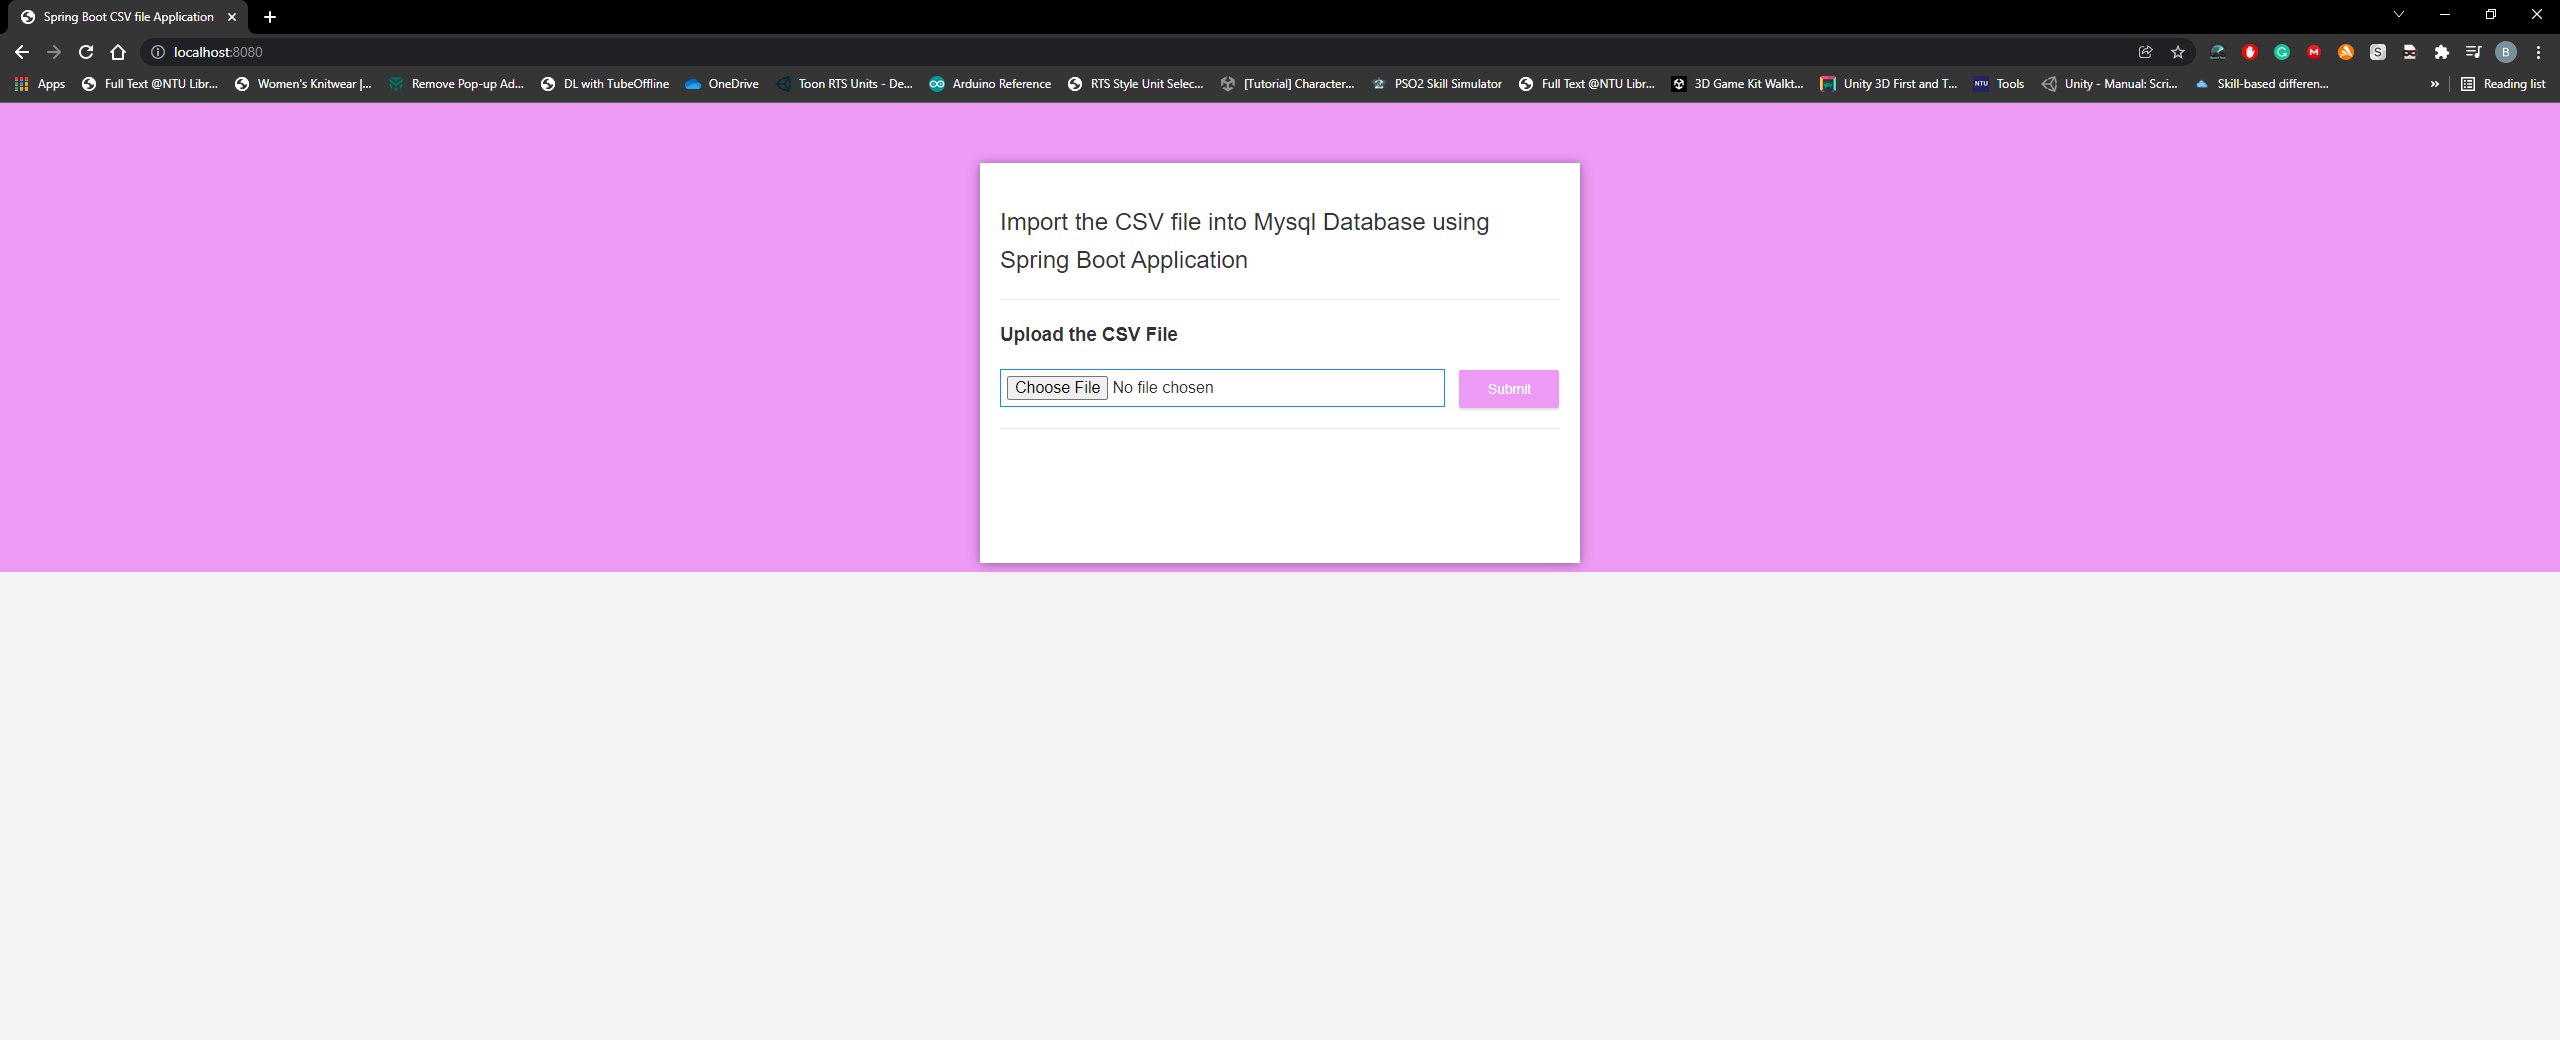 Spring Boot CSV file Application
localhost:8080
Apps
Full Text @NTU Libr...
Women's Knitwear |...
Remove Pop-up Ad...
DL with TubeOffline
OneDrive
Toon RTS Units - De...
Arduino Reference
RTS Style Unit Selec...
[Tutorial] Character...
PSO2 Skill Simulator
Full Text @NTU Libr...
3D Game Kit Walkt...
Unity 3D First and T...
NTU
Tools
Unity - Manual: Scri...
Skill-based differen...
»
Reading list
B
Import the CSV file into Mysql Database using
Spring Boot Application
Upload the CSV File
Choose File No file chosen
Submit